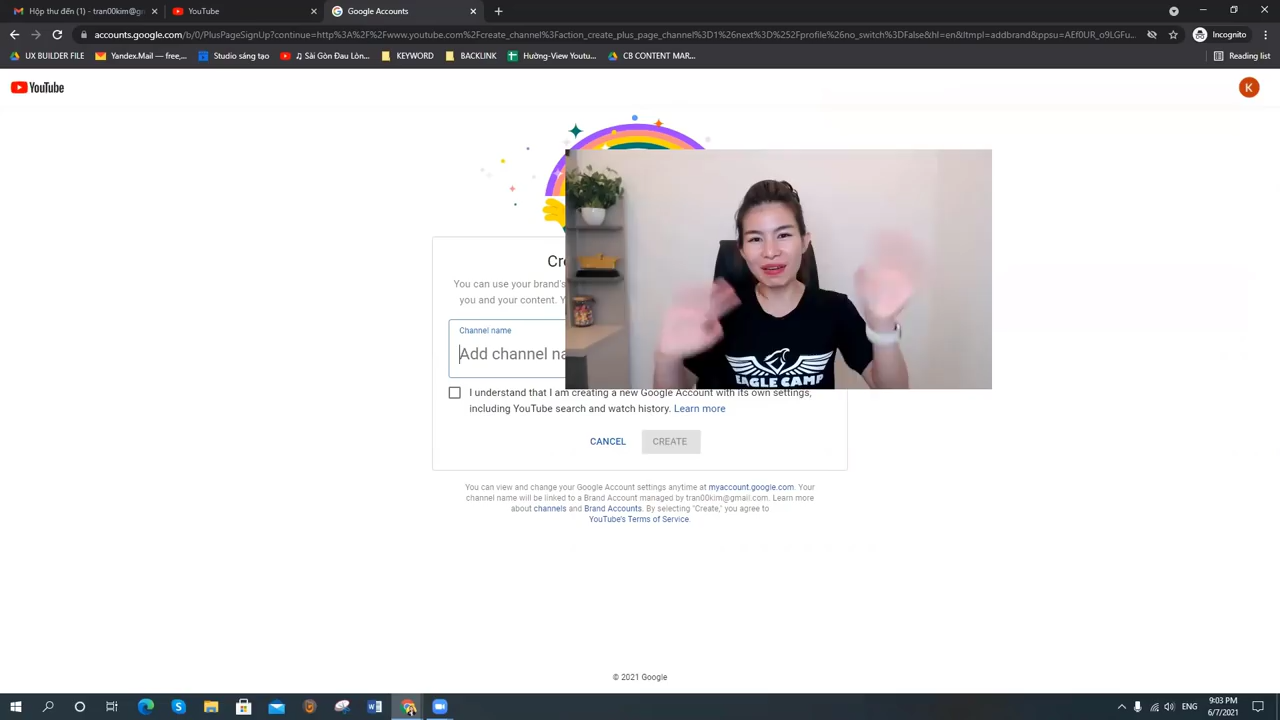 Hộp thư đến (1) - tran00kim@gm
YouTube
Google Accounts
accounts.google.com/b/0/PlusPageSignUp?continue=http%3A%2F%2Fwww.youtube.com%2Fcreate_channel%3Faction_create_plus_page_channel%3D1%26next%3D%252Fprofile%26no_switch%3DFalse&hl=en&ltmpl=addbrand&ppsu=AEf0UR_o9LGFu...
Incognito
UX BUILDER FILE
Yandex.Mail — free,...
Studio sáng tạo
♫ Sài Gòn Đau Lòn...
KEYWORD
BACKLINK
Hường-View Youtu...
CB CONTENT MAR...
Reading list
YouTube
K
Cre
You can use your brand's
you and your content. Y
Channel name
Add channel na
EAGLE CAMP
I understand that I am creating a new Google Account with its own settings,
including YouTube search and watch history. Learn more
CANCEL
CREATE
You can view and change your Google Account settings anytime at myaccount.google.com. Your
channel name will be linked to a Brand Account managed by tran00kim@gmail.com. Learn more
about channels and Brand Accounts. By selecting "Create," you agree to
YouTube's Terms of Service.
© 2021 Google
ENG
9:03 PM
6/7/2021